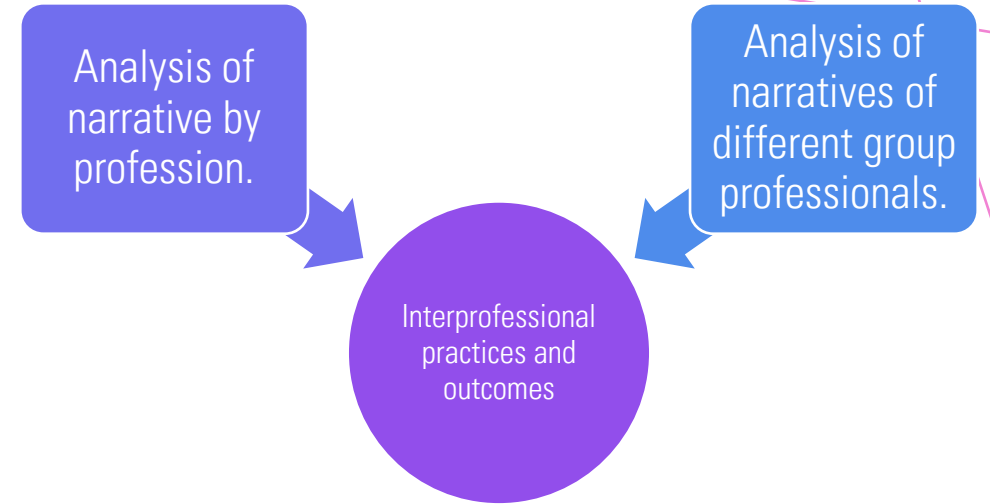 Analysis of
narrative by
profession.
Analysis of
narratives of
different group
professionals.
Interprofessional
practices and
outcomes